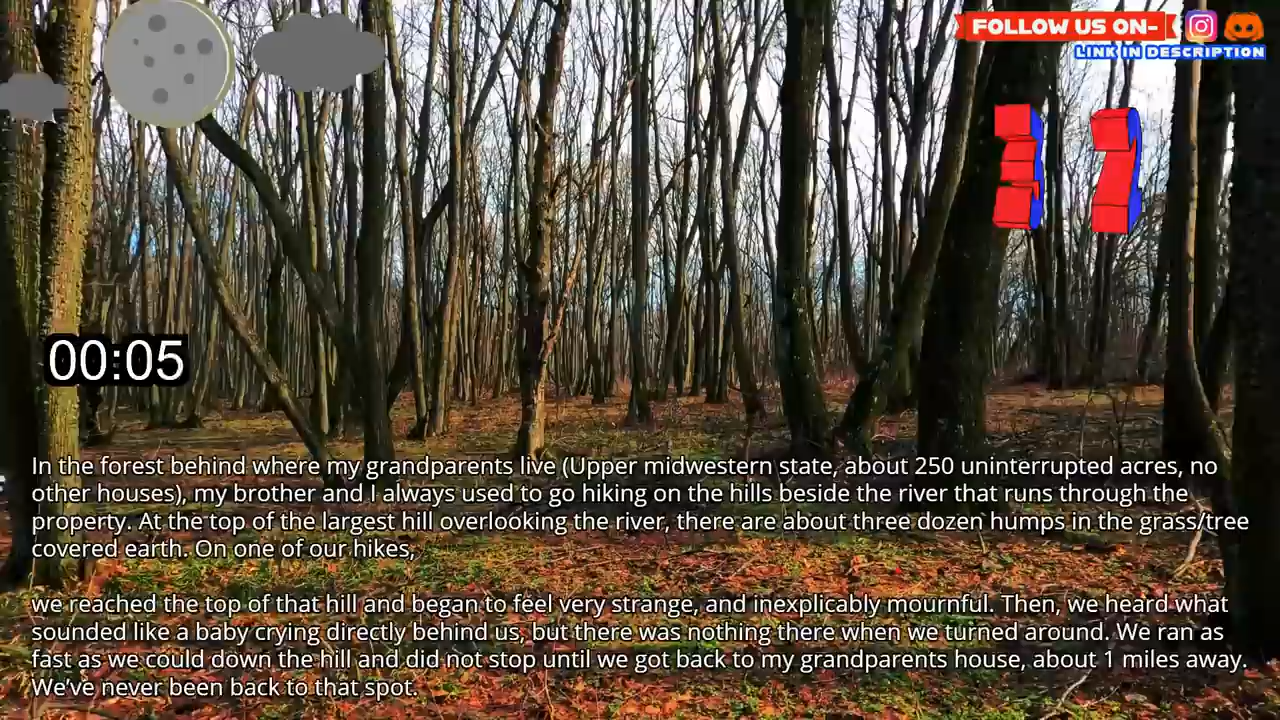 FOLLOW US ON-
LINK IN DESCRIPTION
00:05
In the forest behind where my grandparents live (Upper midwestern state, about 250 uninterrupted acres, no
other houses), my brother and I always used to go hiking on the hills beside the river that runs through the
property. At the top of the largest hill overlooking the river, there are about three dozen humps in the grass/tree
covered earth. On one of our hikes,
we reached the top of that hill and began to feel very strange, and inexplicably mournful. Then, we heard what
sounded like a baby crying directly behind us, but there was nothing there when we turned around. We ran as
fast as we could down the hill and did not stop until we got back to my grandparents house, about 1 miles away.
We've never been back to that spot.